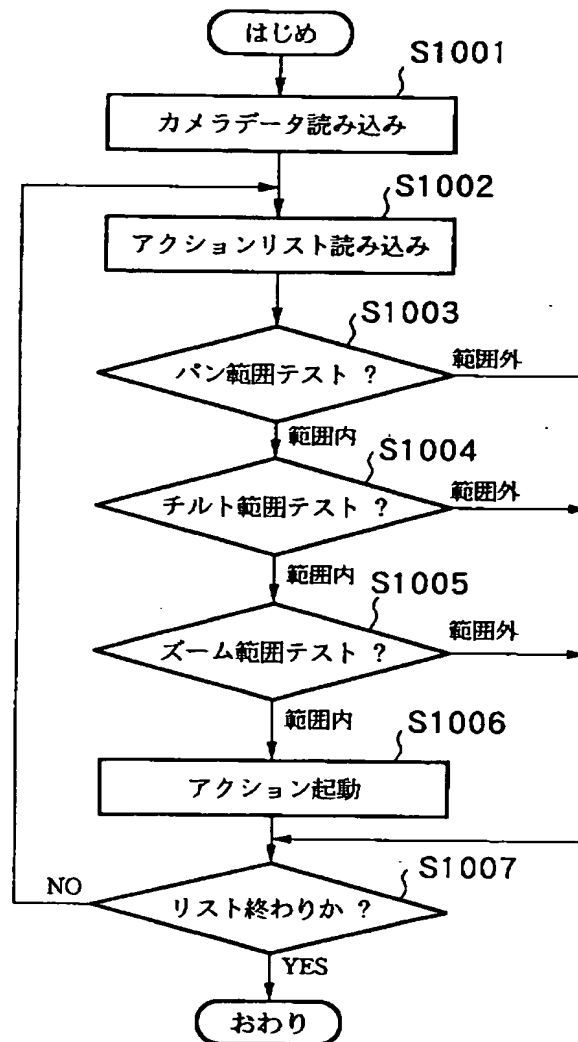 はじめ
S1001
カメラデータ読み込み
S1002
アクションリスト読み込み
S1003
パン範囲テスト ?
範囲外
範囲内
S1004
チルト範囲テスト ?
範囲外
範囲内
S1005
ズーム範囲テスト ?
範囲外
範囲内
S1006
アクション起動
S1007
NO
リスト終わりか ?
YES
おわり